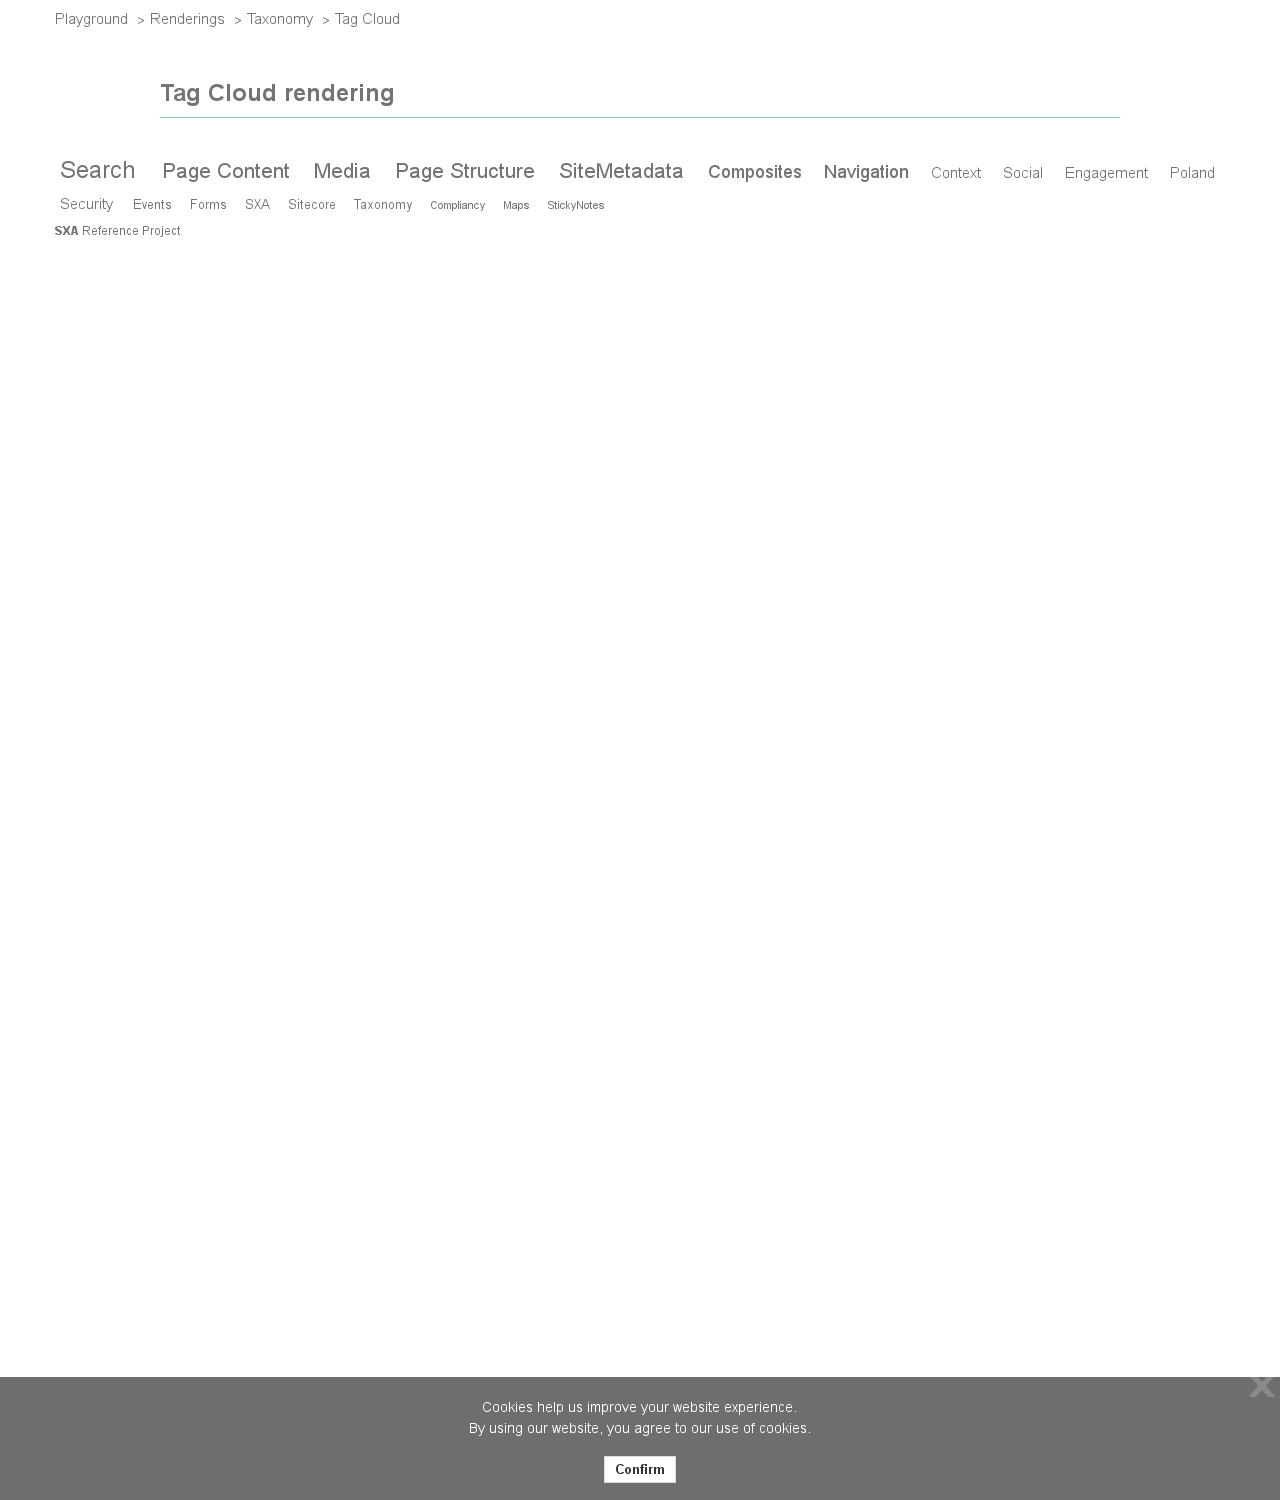 Playground > Renderings > Taxonomy > Tag Cloud
Tag Cloud rendering
Search Page Content Media Page Structure SiteMetadata Composites Navigation Context Social Engagement Poland
Security Events Forms SXA Sitecore Taxonomy Compliancy Maps StickyNotes
SXA Reference Project
X
Cookies help us improve your website experience.
By using our website, you agree to our use of cookies.
Confirm